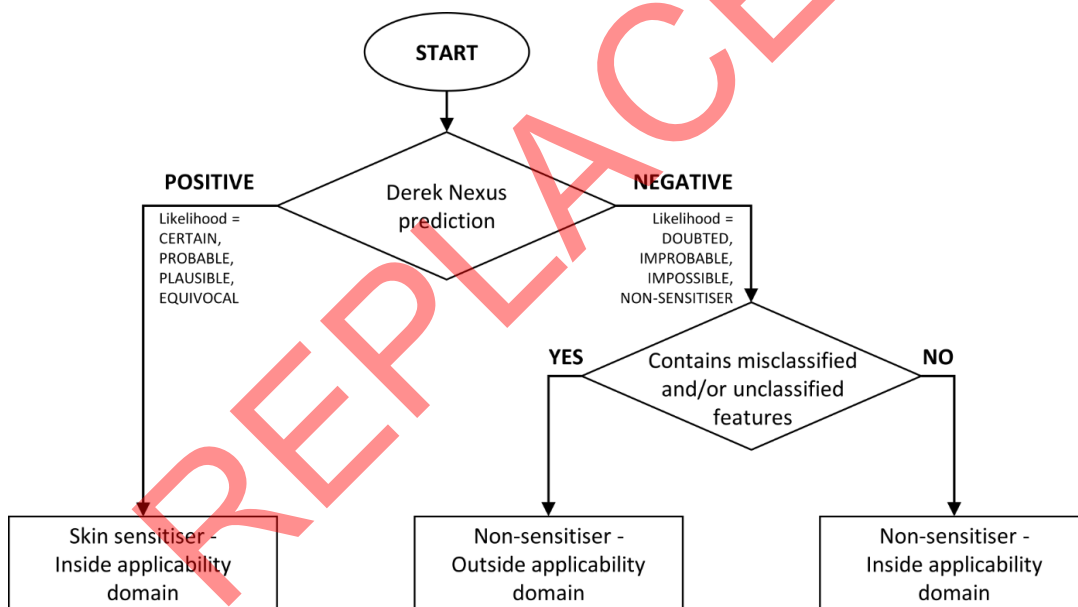 START
Derek Nexus
prediction
POSITIVE
Likelihood =
CERTAIN,
PROBABLE,
PLAUSIBLE,
EQUIVOCAL
NEGATIVE
Likelihood =
DOUBTED,
IMPROBABLE,
IMPOSSIBLE,
NON-SENSITISER
YES
Contains misclassified
and/or unclassified
features
NO
Skin sensitiser -
Inside applicability
domain
Non-sensitiser -
Outside applicability
domain
Non-sensitiser -
Inside applicability
domain
REPLACE